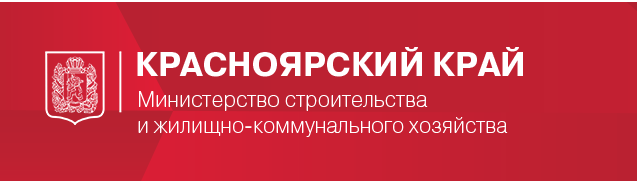 КРАСНОЯРСКИЙ КРАЙ
Министерство строительства
и жилищно-коммунального хозяйства